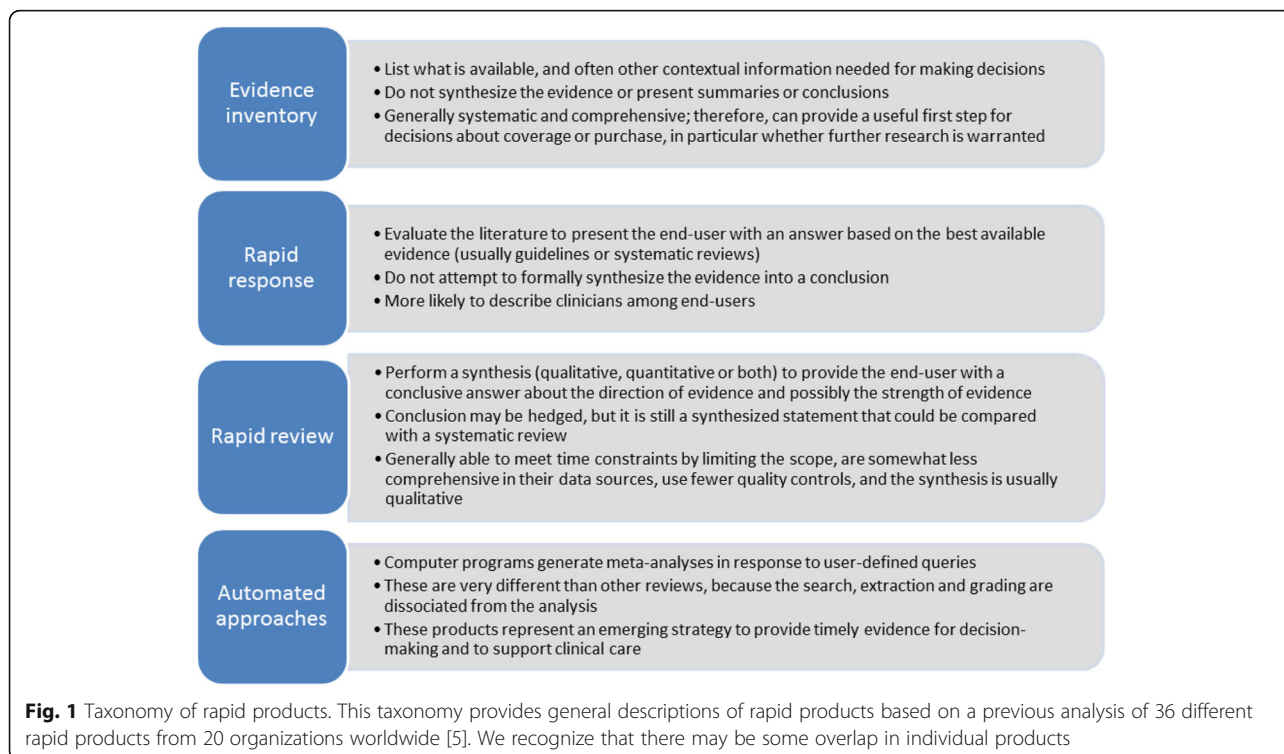 Evidence
inventory
• List what is available, and often other contextual information needed for making decisions
• Do not synthesize the evidence or present summaries or conclusions
• Generally systematic and comprehensive; therefore, can provide a useful first step for
decisions about coverage or purchase, in particular whether further research is warranted
Rapid
response
• Evaluate the literature to present the end-user with an answer based on the best available
evidence (usually guidelines or systematic reviews)
• Do not attempt to formally synthesize the evidence into a conclusion
• More likely to describe clinicians among end-users
Rapid review
• Perform a synthesis (qualitative, quantitative or both) to provide the end-user with a
conclusive answer about the direction of evidence and possibly the strength of evidence
• Conclusion may be hedged, but it is still a synthesized statement that could be compared
with a systematic review
• Generally able to meet time constraints by limiting the scope, are somewhat less
comprehensive in their data sources, use fewer quality controls, and the synthesis is usually
qualitative
Automated
approaches
• Computer programs generate meta-analyses in response to user-defined queries
• These are very different than other reviews, because the search, extraction and grading are
dissociated from the analysis
• These products represent an emerging strategy to provide timely evidence for decision-
making and to support clinical care
Fig. 1 Taxonomy of rapid products. This taxonomy provides general descriptions of rapid products based on a previous analysis of 36 different
rapid products from 20 organizations worldwide [5]. We recognize that there may be some overlap in individual products